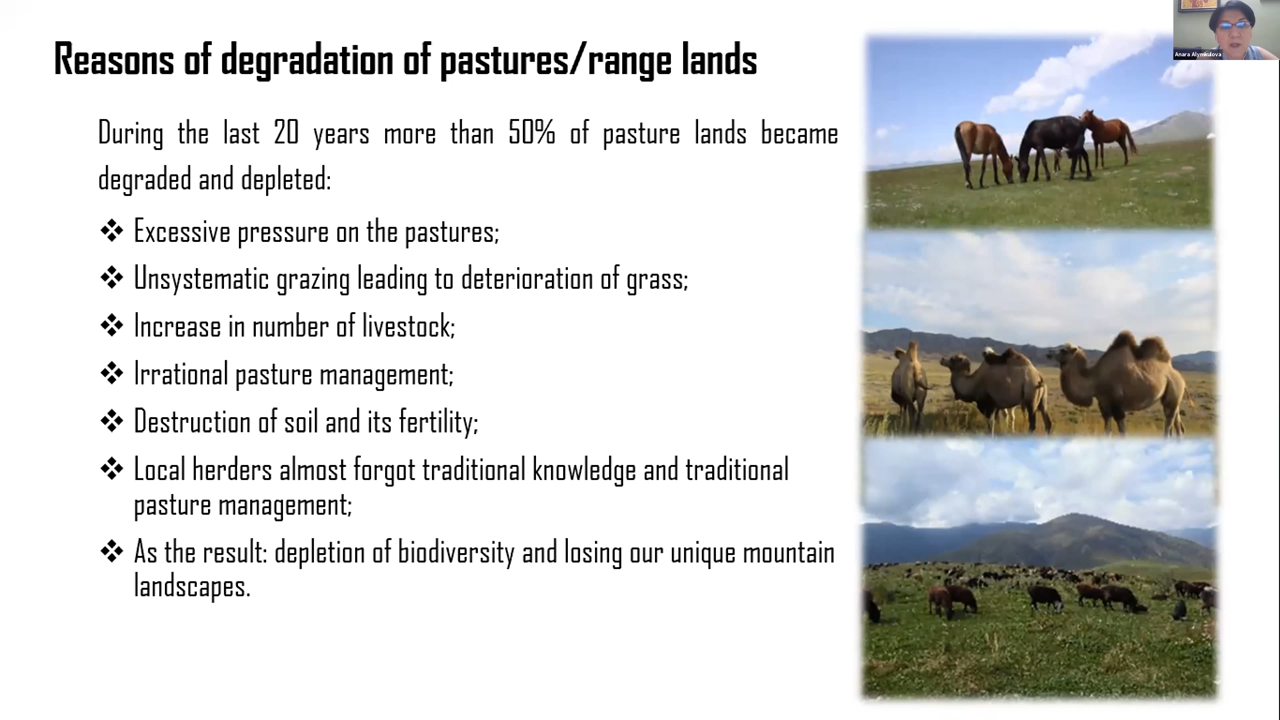 Reasons of degradation of pastures/range lands
During the last 20 years more than 50% of pasture lands became
degraded and depleted:
❖ Excessive pressure on the pastures;
❖ Unsystematic grazing leading to deterioration of grass;
❖ Increase in number of livestock;
❖ Irrational pasture management;
❖ Destruction of soil and its fertility;
❖ Local herders almost forgot traditional knowledge and traditional
pasture management;
❖ As the result: depletion of biodiversity and losing our unique mountain
landscapes.
Anara Alymkulova